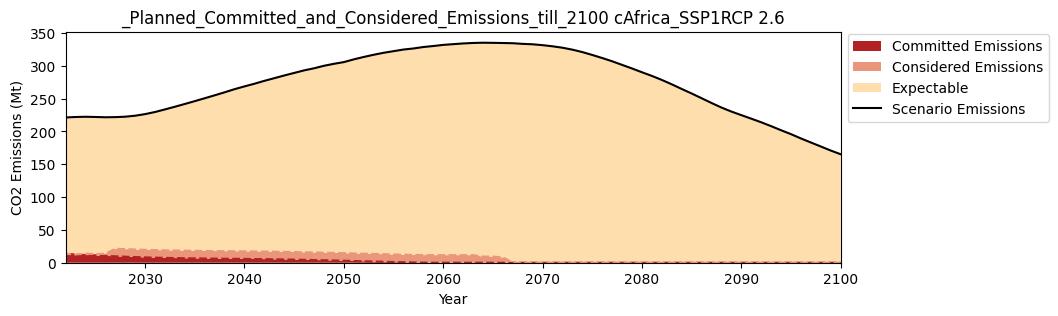 _Planned_Committed_and_Considered_Emissions_till_2100 cAfrica_SSP1RCP 2.6
350
300
250
200
150
100
50
0
CO2 Emissions (Mt)
2030 2040 2050 2060 2070 2080 2090 2100
Year
Committed Emissions
Considered Emissions
Expectable
Scenario Emissions